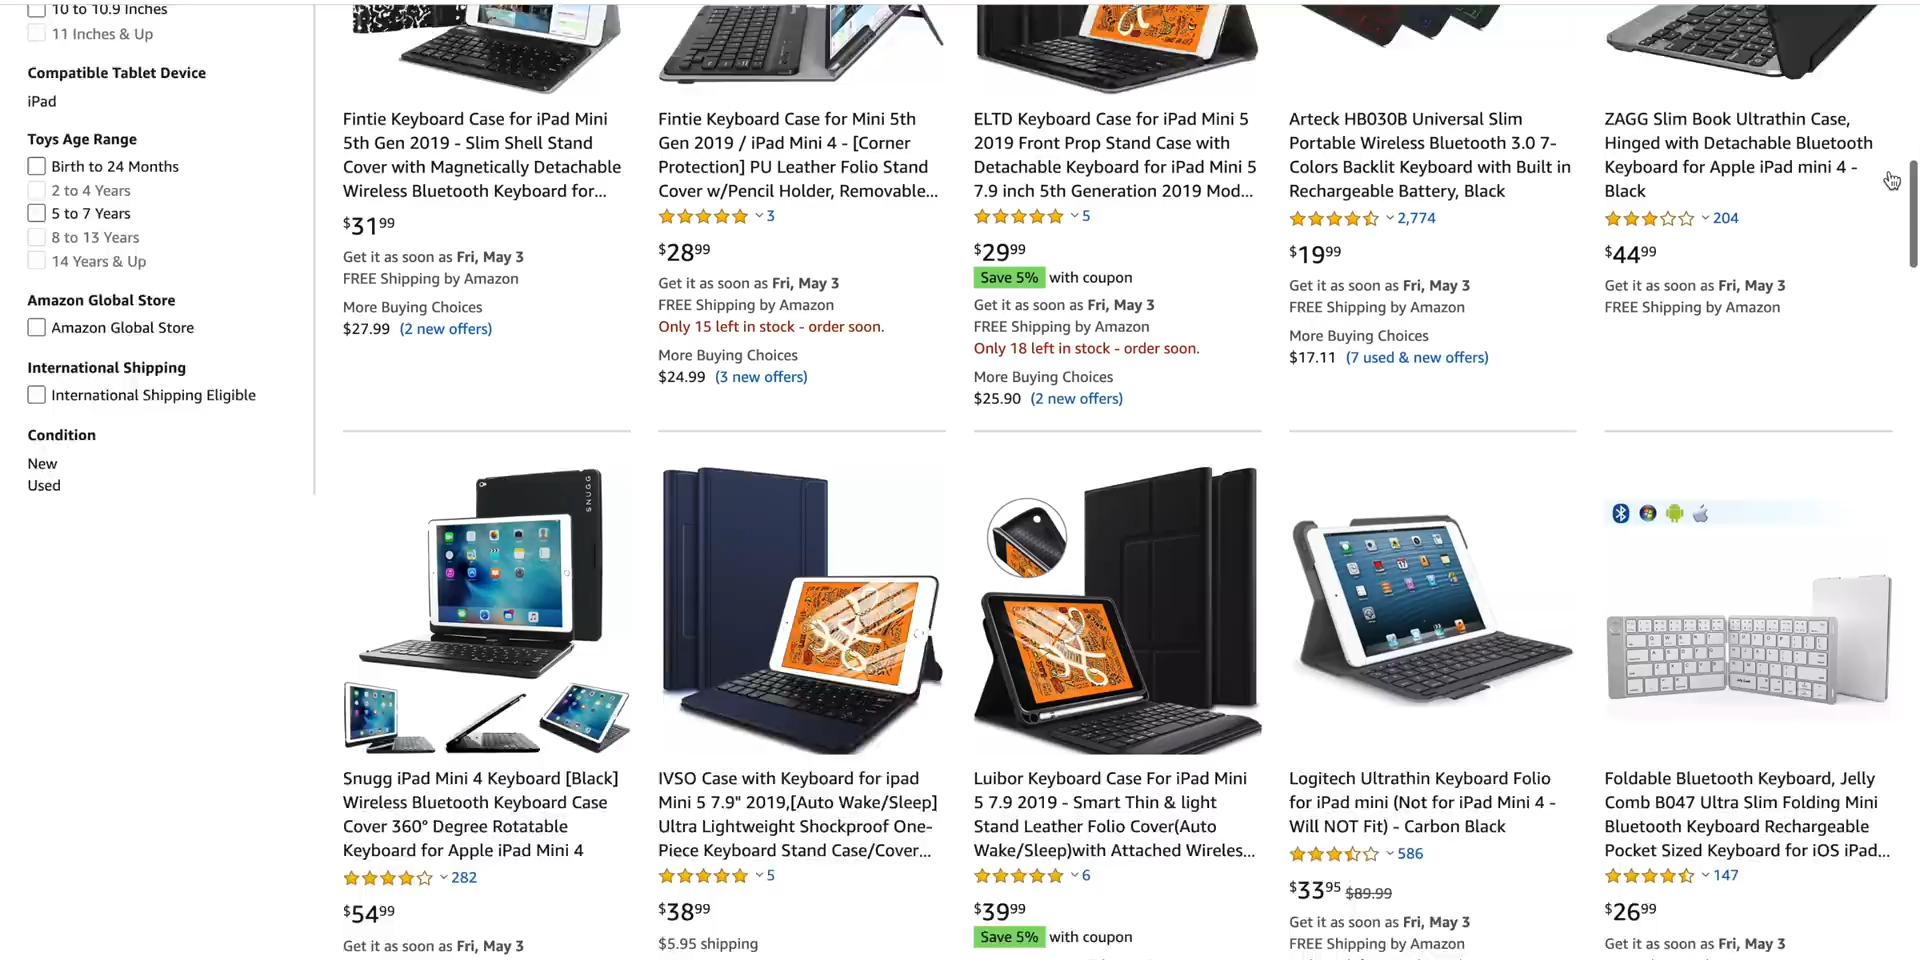 10 to 10.9 Inches
11 Inches & Up
Compatible Tablet Device
iPad
Toys Age Range
Birth to 24 Months
2 to 4 Years
5 to 7 Years
8 to 13 Years
14 Years & Up
Amazon Global Store
Amazon Global Store
International Shipping
International Shipping Eligible
Condition
New
Used
Fintie Keyboard Case for iPad Mini
5th Gen 2019 - Slim Shell Stand
Cover with Magnetically Detachable
Wireless Bluetooth Keyboard for...
$31.99
Get it as soon as Fri, May 3
FREE Shipping by Amazon
More Buying Choices
$27.99 (2 new offers)
Fintie Keyboard Case for Mini 5th
Gen 2019 / iPad Mini 4 - [Corner
Protection] PU Leather Folio Stand
Cover w/Pencil Holder, Removable...
3
$28.99
Get it as soon as Fri, May 3
FREE Shipping by Amazon
Only 15 left in stock - order soon.
More Buying Choices
$24.99 (3 new offers)
ELTD Keyboard Case for iPad Mini 5
2019 Front Prop Stand Case with
Detachable Keyboard for iPad Mini 5
7.9 inch 5th Generation 2019 Mod...
5
$29.99
Save 5% with coupon
Get it as soon as Fri, May 3
FREE Shipping by Amazon
Only 18 left in stock - order soon.
More Buying Choices
$25.90 (2 new offers)
Arteck HB030B Universal Slim
Portable Wireless Bluetooth 3.0 7-
Colors Backlit Keyboard with Built in
Rechargeable Battery, Black
2,774
$19.99
Get it as soon as Fri, May 3
FREE Shipping by Amazon
More Buying Choices
$17.11 (7 used & new offers)
ZAGG Slim Book Ultrathin Case,
Hinged with Detachable Bluetooth
Keyboard for Apple iPad mini 4 -
Black
204
$44.99
Get it as soon as Fri, May 3
FREE Shipping by Amazon
SNUGG
Snugg iPad Mini 4 Keyboard [Black]
Wireless Bluetooth Keyboard Case
Cover 360° Degree Rotatable
Keyboard for Apple iPad Mini 4
282
$54.99
Get it as soon as Fri, May 3
IVSO Case with Keyboard for ipad
Mini 5 7.9" 2019,[Auto Wake/Sleep]
Ultra Lightweight Shockproof One-
Piece Keyboard Stand Case/Cover...
5
$38.99
$5.95 shipping
Luibor Keyboard Case For iPad Mini
5 7.9 2019 - Smart Thin & light
Stand Leather Folio Cover(Auto
Wake/Sleep)with Attached Wireles...
6
$39.99
Save 5% with coupon
Logitech Ultrathin Keyboard Folio
for iPad mini (Not for iPad Mini 4 -
Will NOT Fit) - Carbon Black
586
$33.95 $89.99
Get it as soon as Fri, May 3
FREE Shipping by Amazon
Foldable Bluetooth Keyboard, Jelly
Comb B047 Ultra Slim Folding Mini
Bluetooth Keyboard Rechargeable
Pocket Sized Keyboard for iOS iPad...
147
$26.99
Get it as soon as Fri, May 3